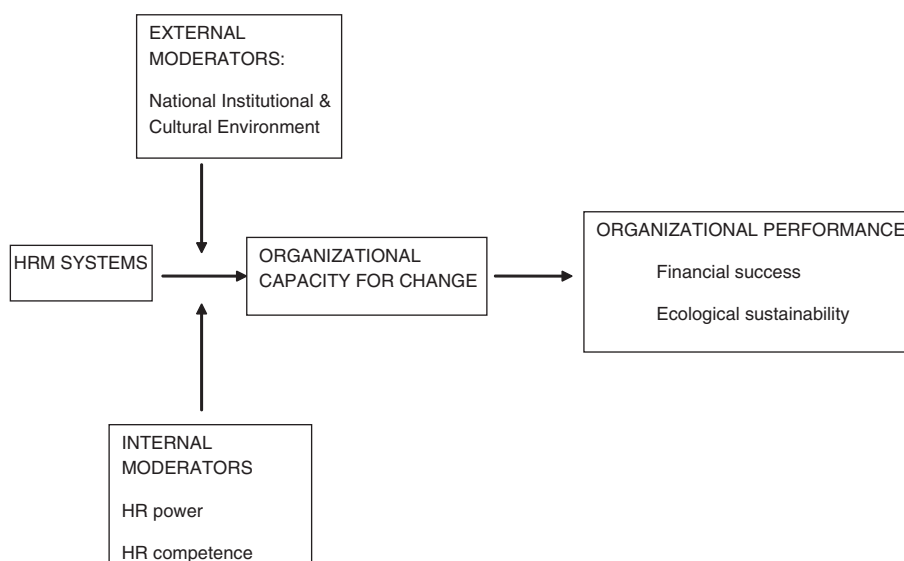 EXTERNAL
MODERATORS:
National Institutional &
Cultural Environment
HRM SYSTEMS
ORGANIZATIONAL
CAPACITY FOR CHANGE
ORGANIZATIONAL PERFORMANCE
Financial success
Ecological sustainability
INTERNAL
MODERATORS
HR power
HR competence